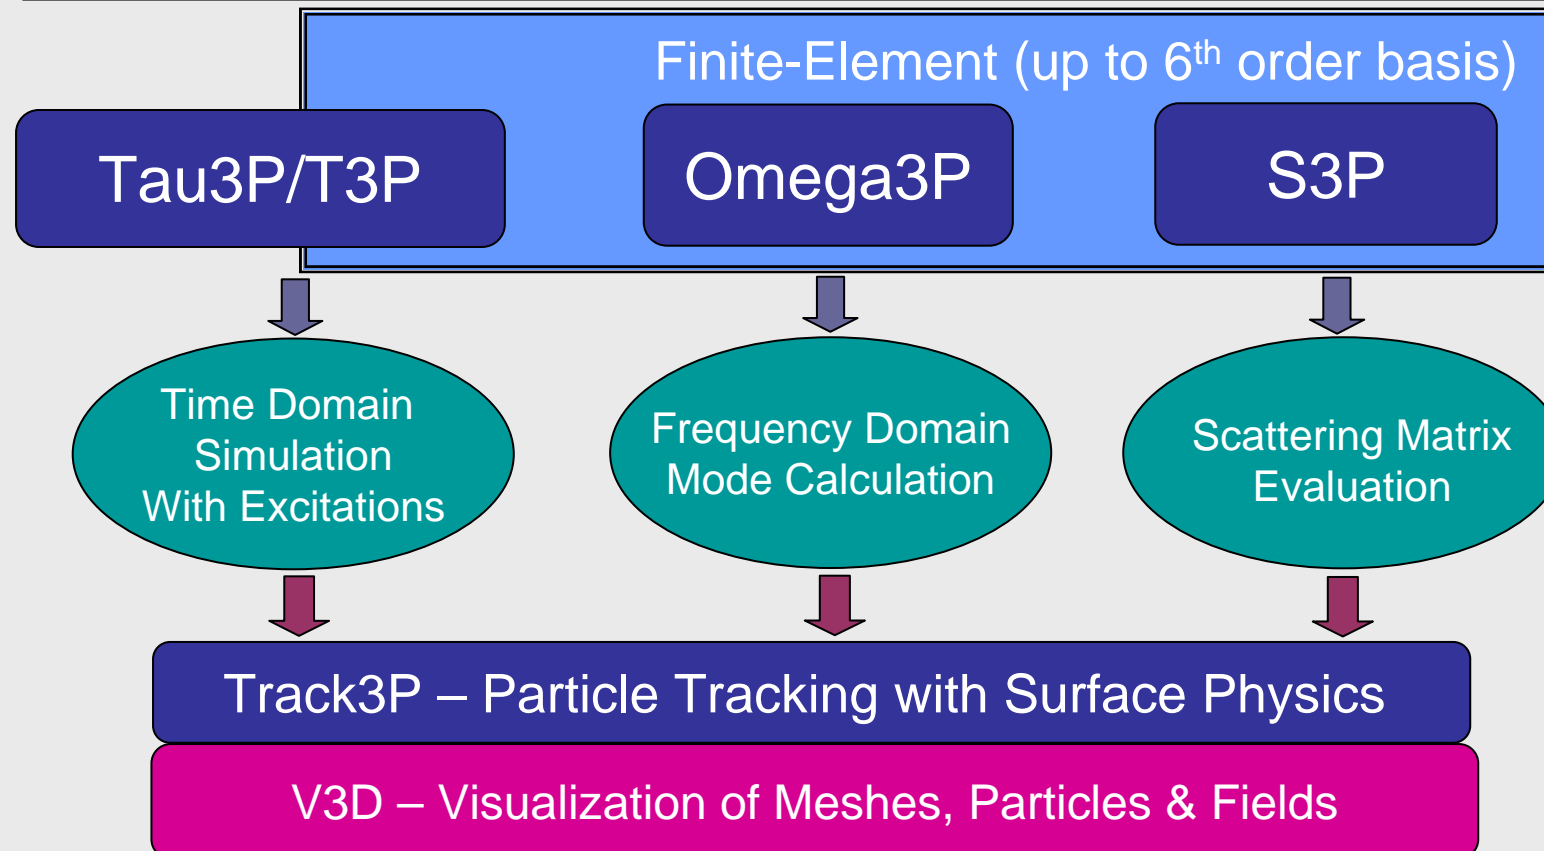 Finite-Element (up to 6th order basis)
Tau3P/T3P
Omega3P
S3P
Time Domain
Simulation
With Excitations
Frequency Domain
Mode Calculation
Scattering Matrix
Evaluation
Track3P – Particle Tracking with Surface Physics
V3D – Visualization of Meshes, Particles & Fields